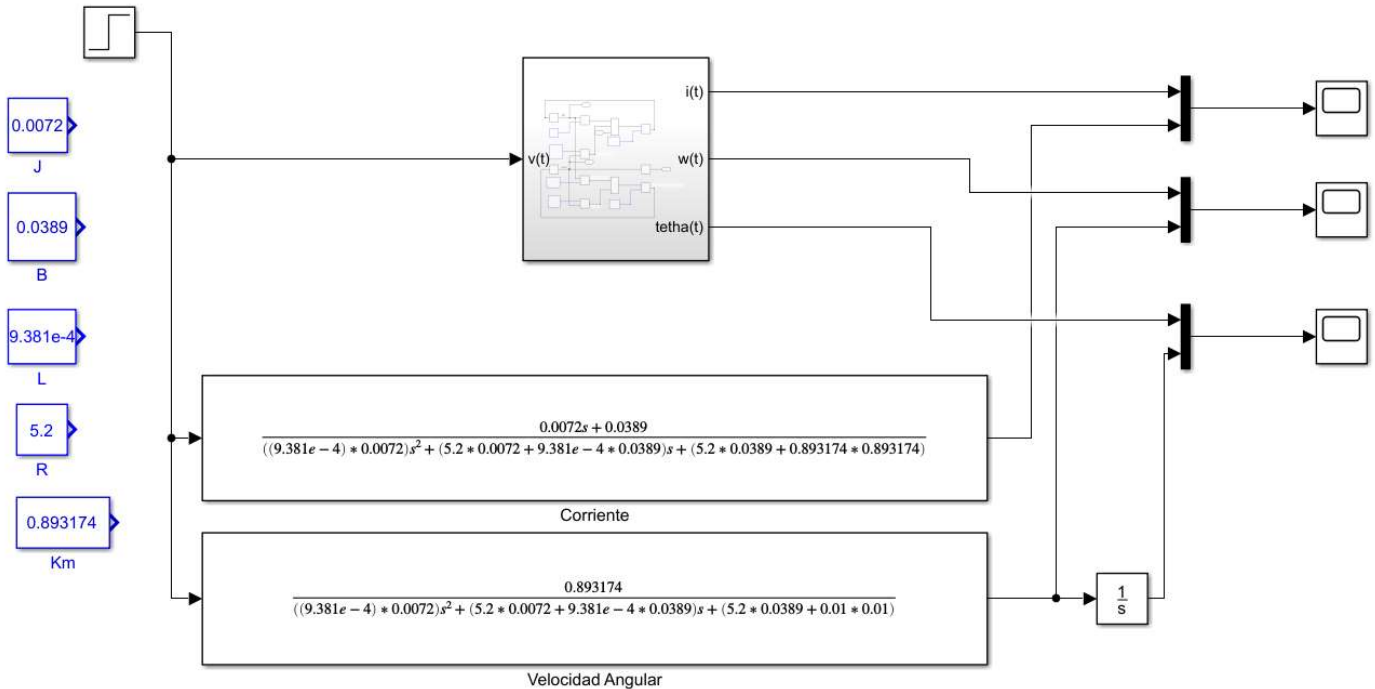 0.0072
J
0.0389
B
9.381e-4
L
5.2
R
0.893174
Km
v(t)
i(t)
w(t)
tetha(t)
0.0072s + 0.0389
((9.381e − 4) * 0.0072)s² + (5.2 * 0.0072 + 9.381e − 4 * 0.0389)s + (5.2 * 0.0389 + 0.893174 * 0.893174)
Corriente
0.893174
((9.381e − 4) * 0.0072)s² + (5.2 * 0.0072 + 9.381e − 4 * 0.0389)s + (5.2 * 0.0389 + 0.01 * 0.01)
Velocidad Angular
1
s